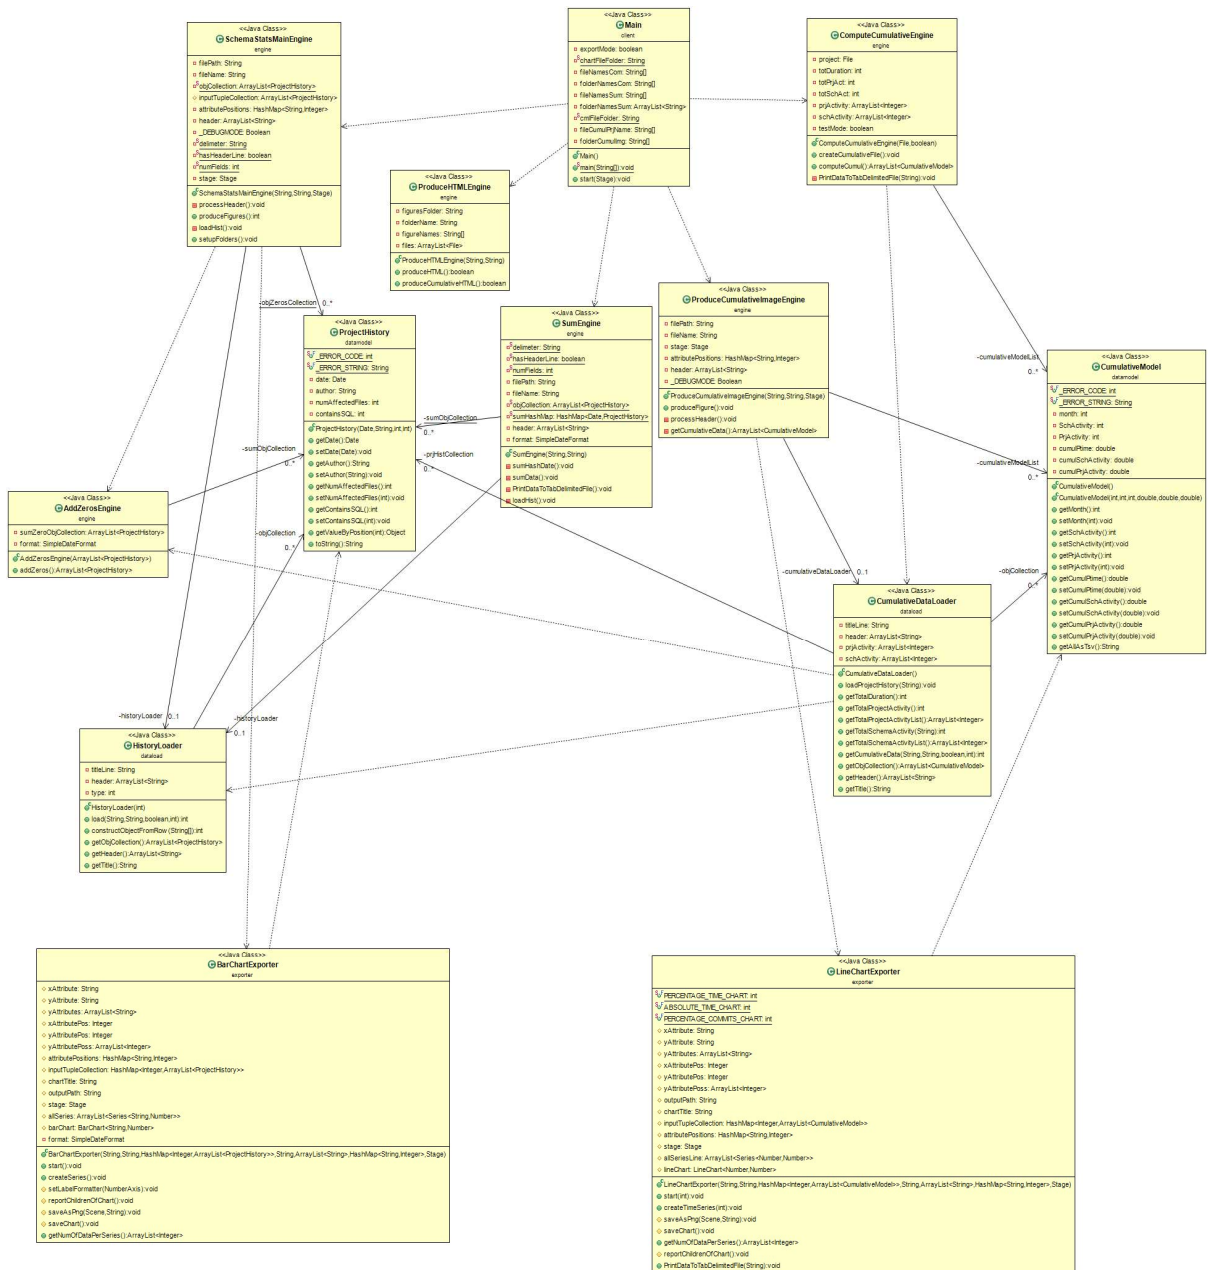 <<Java Class>>
SchemaStatsMainEngine
engine
filePath: String
fileName: String
objCollection: ArrayList<ProjectHistory>
inputTupleCollection: ArrayList<ProjectHistory>
attributePositions: HashMap<String,Integer>
header: ArrayList<String>
_DEBUGMODE: Boolean
delimeter: String
hasHeaderLine: boolean
numFields: int
stage: Stage
SchemaStatsMainEngine(String,String,Stage)
processHeader():void
produceFigures():int
loadHist():void
setupFolders():void
<<Java Class>>
Main
client
exportMode: boolean
chartFileFolder: String
fileNamesCom: String[]
folderNamesCom: String[]
fileNamesSum: String[]
folderNamesSum: ArrayList<String>
cmlFileFolder: String
fileCumulPrjName: String[]
folderCumulImg: String[]
Main()
main(String[]):void
start(Stage):void
<<Java Class>>
ComputeCumulativeEngine
engine
project: File
totDuration: int
totPrjAct: int
totSchAct: int
prjActivity: ArrayList<Integer>
schActivity: ArrayList<Integer>
testMode: boolean
ComputeCumulativeEngine(File,boolean)
createCumulativeFile():void
computeCumul():ArrayList<CumulativeModel>
PrintDataToTabDelimitedFile(String):void
<<Java Class>>
ProduceHTMLEngine
engine
figuresFolder: String
folderName: String
figureNames: String[]
files: ArrayList<File>
ProduceHTMLEngine(String,String)
produceHTML():boolean
produceCumulativeHTML():boolean
<<Java Class>>
ProduceCumulativeImageEngine
engine
filePath: String
fileName: String
stage: Stage
attributePositions: HashMap<String,Integer>
header: ArrayList<String>
_DEBUGMODE: Boolean
ProduceCumulativeImageEngine(String,String,Stage)
produceFigure():void
processHeader():void
getCumulativeData():ArrayList<CumulativeModel>
-objZerosCollection 0..*
<<Java Class>>
ProjectHistory
datamodel
_ERROR_CODE: int
_ERROR_STRING: String
date: Date
author: String
numAffectedFiles: int
containsSQL: int
ProjectHistory(Date,String,int,int)
getDate():Date
setDate(Date):void
getAuthor():String
setAuthor(String):void
getNumAffectedFiles():int
setNumAffectedFiles(int):void
getContainsSQL():int
setContainsSQL(int):void
getValueByPosition(int):Object
toString():String
<<Java Class>>
SumEngine
engine
delimeter: String
hasHeaderLine: boolean
numFields: int
filePath: String
fileName: String
objCollection: ArrayList<ProjectHistory>
sumHashMap: HashMap<Date,ProjectHistory>
header: ArrayList<String>
format: SimpleDateFormat
SumEngine(String,String)
sumHashDate():void
sumData():void
PrintDataToTabDelimitedFile():void
loadHist():void
-cumulativeModelList
0..*
<<Java Class>>
CumulativeModel
datamodel
_ERROR_CODE: int
_ERROR_STRING: String
month: int
SchActivity: int
PrjActivity: int
cumulPtime: double
cumulSchActivity: double
cumulPrjActivity: double
CumulativeModel()
CumulativeModel(int,int,int,double,double,double)
getMonth():int
setMonth(int):void
getSchActivity():int
setSchActivity(int):void
getPrjActivity():int
setPrjActivity(int):void
getCumulPtime():double
setCumulPtime(double):void
getCumulSchActivity():double
setCumulSchActivity(double):void
getCumulPrjActivity():double
setCumulPrjActivity(double):void
getAllAsTsv():String
-sumObjCollection
0..*
-sumObjCollection
0..*
-prjHistCollection
0..*
-cumulativeModelList
0..*
<<Java Class>>
AddZerosEngine
engine
sumZeroObjCollection: ArrayList<ProjectHistory>
format: SimpleDateFormat
AddZerosEngine(ArrayList<ProjectHistory>)
addZeros():ArrayList<ProjectHistory>
-objCollection
0..*
-cumulativeDataLoader 0..1
-objCollection
0..*
<<Java Class>>
CumulativeDataLoader
dataload
titleLine: String
header: ArrayList<String>
prjActivity: ArrayList<Integer>
schActivity: ArrayList<Integer>
CumulativeDataLoader()
loadProjectHistory(String):void
getTotalDuration():int
getTotalProjectActivity():int
getTotalProjectActivityList():ArrayList<Integer>
getTotalSchemaActivity(String):int
getTotalSchemaActivityList():ArrayList<Integer>
getCumulativeData(String,String,boolean,int):int
getObjCollection():ArrayList<CumulativeModel>
getHeader():ArrayList<String>
getTitle():String
-historyLoader 0..1
-historyLoader
0..1
<<Java Class>>
HistoryLoader
dataload
titleLine: String
header: ArrayList<String>
type: int
HistoryLoader(int)
load(String,String,boolean,int):int
constructObjectFromRow(String[]):int
getObjCollection():ArrayList<ProjectHistory>
getHeader():ArrayList<String>
getTitle():String
<<Java Class>>
BarChartExporter
exporter
xAttribute: String
yAttribute: String
yAttributes: ArrayList<String>
xAttributePos: Integer
yAttributePos: Integer
yAttributePoss: ArrayList<Integer>
attributePositions: HashMap<String,Integer>
inputTupleCollection: HashMap<Integer,ArrayList<ProjectHistory>>
chartTitle: String
outputPath: String
stage: Stage
allSeries: ArrayList<Series<String,Number>>
barChart: BarChart<String,Number>
format: SimpleDateFormat
BarChartExporter(String,String,HashMap<Integer,ArrayList<ProjectHistory>>,String,ArrayList<String>,HashMap<String,Integer>,Stage)
start():void
createSeries():void
setLabelFormatter(NumberAxis):void
reportChildrenOfChart():void
saveAsPng(Scene,String):void
saveChart():void
getNumOfDataPerSeries():ArrayList<Integer>
<<Java Class>>
LineChartExporter
exporter
PERCENTAGE_TIME_CHART: int
ABSOLUTE_TIME_CHART: int
PERCENTAGE_COMMITS_CHART: int
xAttribute: String
yAttribute: String
yAttributes: ArrayList<String>
xAttributePos: Integer
yAttributePos: Integer
yAttributePoss: ArrayList<Integer>
outputPath: String
chartTitle: String
inputTupleCollection: HashMap<Integer,ArrayList<CumulativeModel>>
attributePositions: HashMap<String,Integer>
stage: Stage
allSeriesLine: ArrayList<Series<Number,Number>>
lineChart: LineChart<Number,Number>
LineChartExporter(String,String,HashMap<Integer,ArrayList<CumulativeModel>>,String,ArrayList<String>,HashMap<String,Integer>,Stage)
start(int):void
createTimeSeries(int):void
saveAsPng(Scene,String):void
saveChart():void
getNumOfDataPerSeries():ArrayList<Integer>
reportChildrenOfChart():void
PrintDataToTabDelimitedFile(String):void